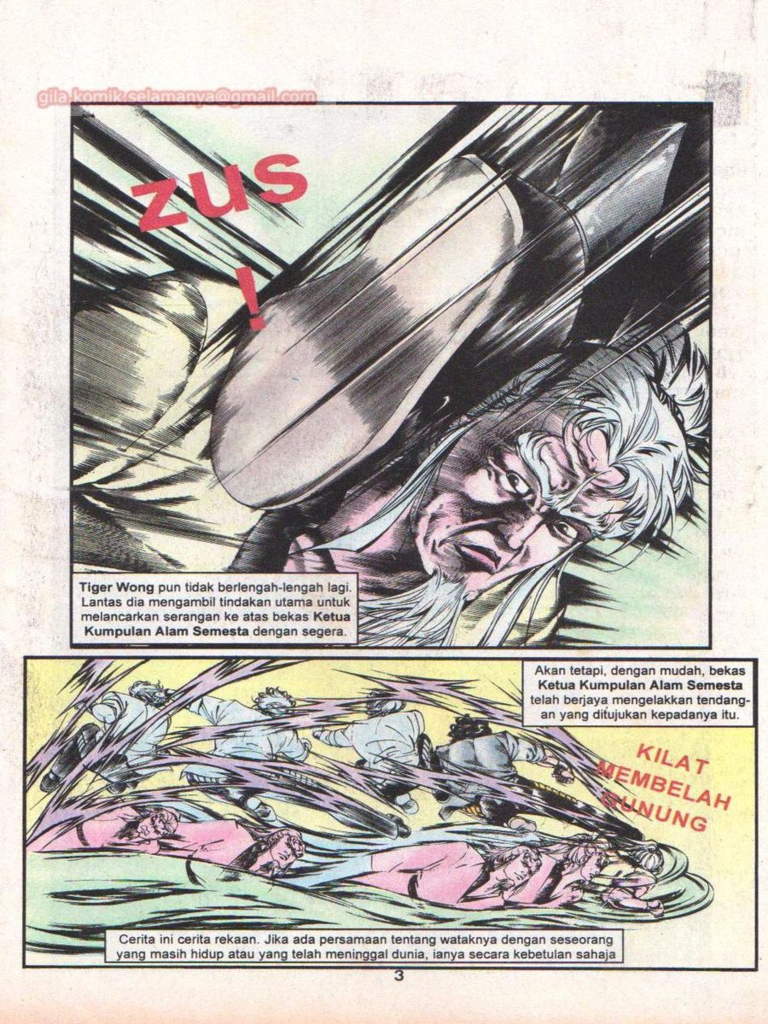 gila.komik.selamanya@gmail.com
zus
!
Tiger Wong pun tidak berlengah-lengah lagi.
Lantas dia mengambil tindakan utama untuk
melancarkan serangan ke atas bekas Ketua
Kumpulan Alam Semesta dengan segera.
Akan tetapi, dengan mudah, bekas
Ketua Kumpulan Alam Semesta
telah berjaya mengelakkan tendang-
an yang ditujukan kepadanya itu.
KILAT
MEMBELAH
GUNUNG
Cerita ini cerita rekaan. Jika ada persamaan tentang wataknya dengan seseorang
yang masih hidup atau yang telah meninggal dunia, ianya secara kebetulan sahaja
3